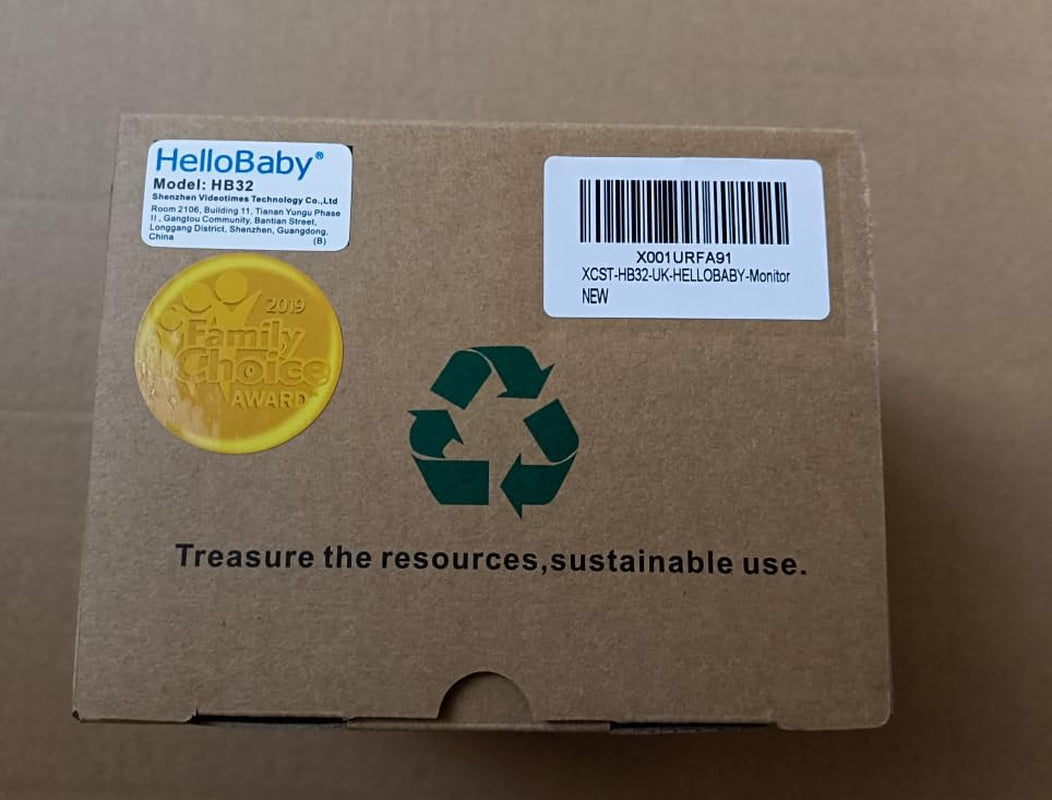 HelloBaby®
Model: HB32
Shenzhen Videotimes Technology Co.,Ltd
Room 2106, Building 11, Tianan Yungu Phase
II, Gangtou Community, Bantian Street,
Longgang District, Shenzhen, Guangdong,
China (B)
X001URFA91
XCST-HB32-UK-HELLOBABY-Monitor
NEW
2019
Family
Choice
AWARD
Treasure the resources,sustainable use.